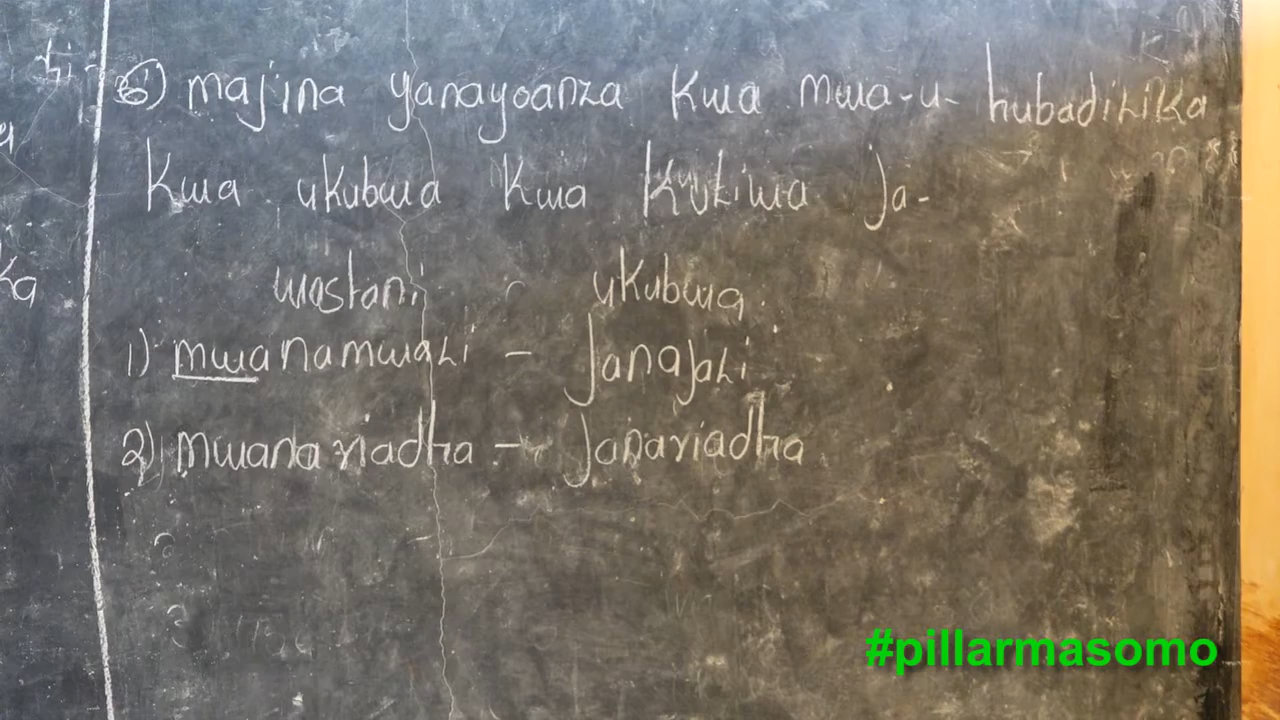 6) majina yanayoanza kwa mwa-u- hubadilika
kwa ukubwa kwa kutiwa ja-
wastani ukubwa
1) mwanamwali - janajali
2) mwanariadha - janariadha
#pillarmasomo